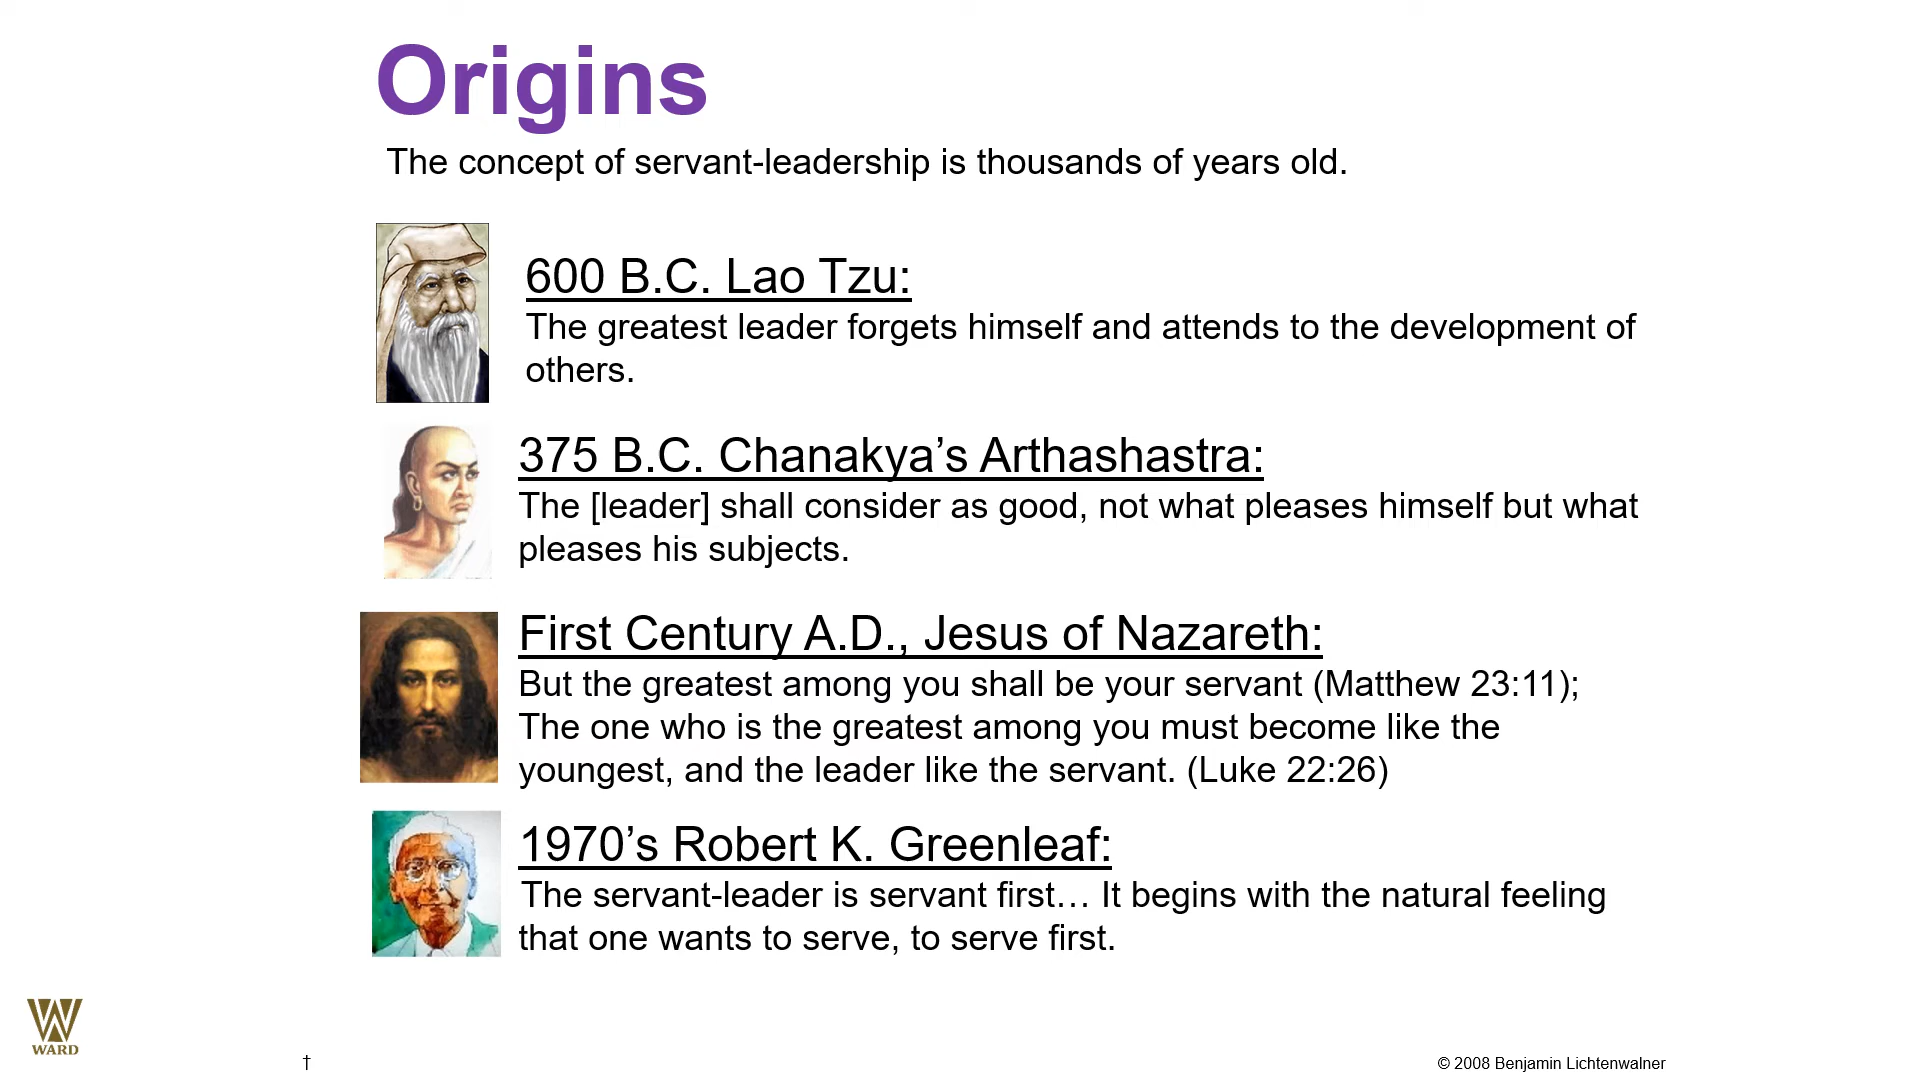 Origins
The concept of servant-leadership is thousands of years old.
600 B.C. Lao Tzu:
The greatest leader forgets himself and attends to the development of
others.
375 B.C. Chanakya’s Arthashastra:
The [leader] shall consider as good, not what pleases himself but what
pleases his subjects.
First Century A.D., Jesus of Nazareth:
But the greatest among you shall be your servant (Matthew 23:11);
The one who is the greatest among you must become like the
youngest, and the leader like the servant. (Luke 22:26)
1970’s Robert K. Greenleaf:
The servant-leader is servant first… It begins with the natural feeling
that one wants to serve, to serve first.
WARD
†
© 2008 Benjamin Lichtenwalner